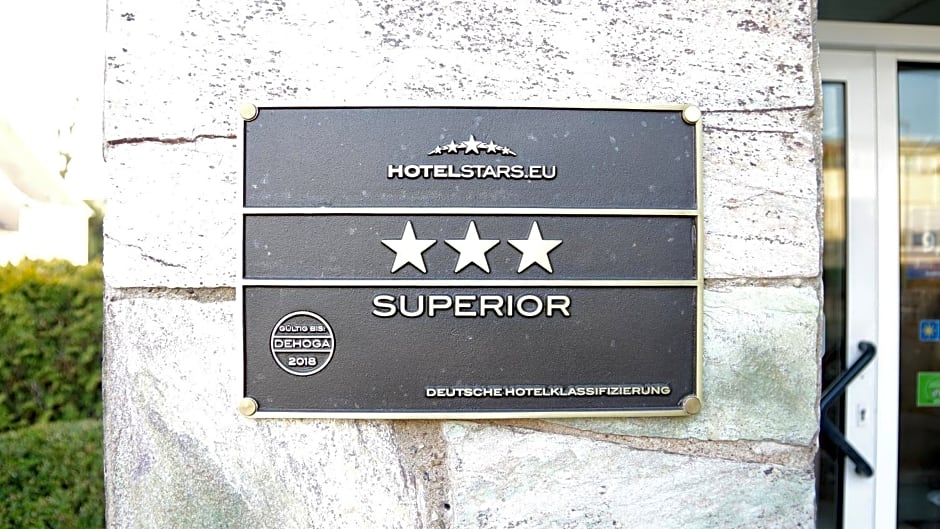 HOTELSTARS.EU
SUPERIOR
GÜLTIG BIS:
DEHOGA
2018
DEUTSCHE HOTELKLASSIFIZIERUNG